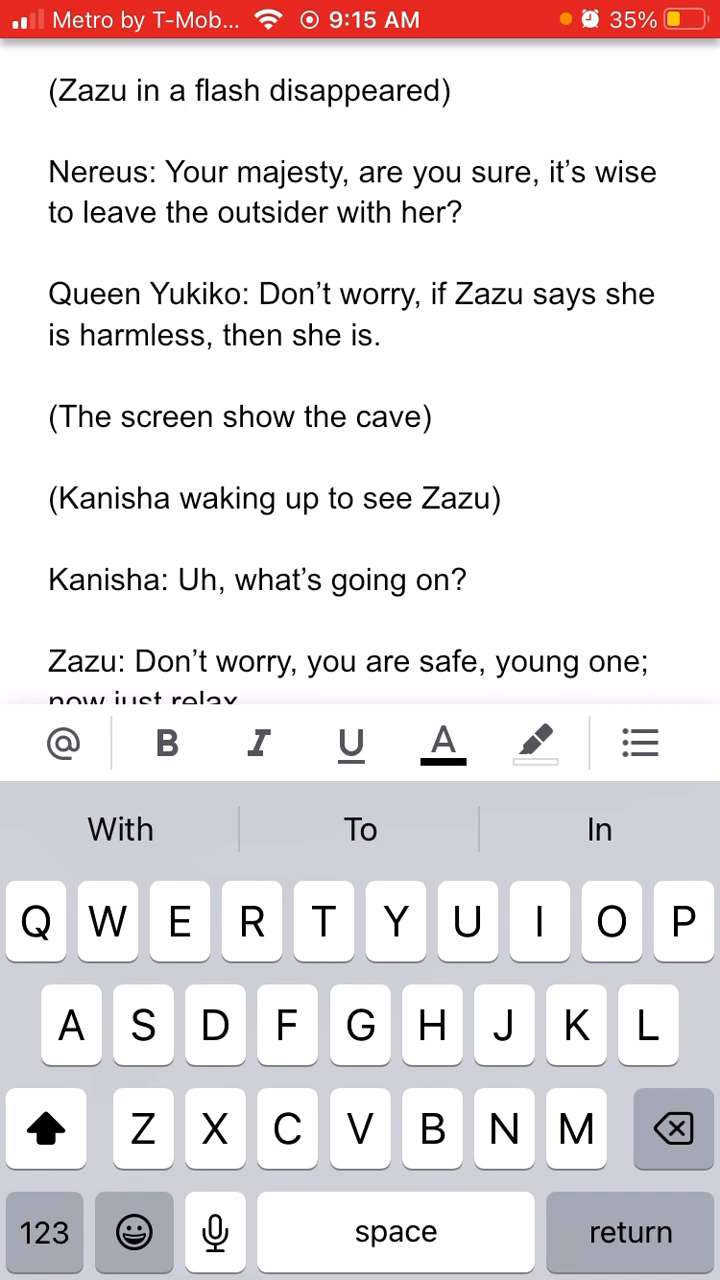 Metro by T-Mob... 9:15 AM 35%
(Zazu in a flash disappeared)
Nereus: Your majesty, are you sure, it’s wise
to leave the outsider with her?
Queen Yukiko: Don’t worry, if Zazu says she
is harmless, then she is.
(The screen show the cave)
(Kanisha waking up to see Zazu)
Kanisha: Uh, what’s going on?
Zazu: Don’t worry, you are safe, young one;
now just relax
@ B I U A
With To In
Q W E R T Y U I O P
A S D F G H J K L
Z X C V B N M
123 space return